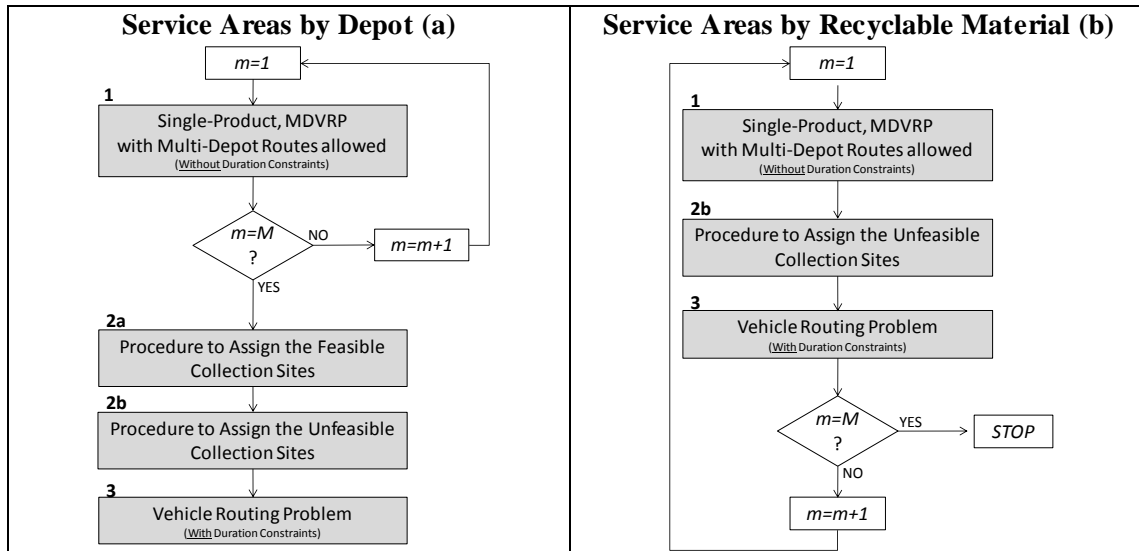 Service Areas by Depot (a)
m=1
1
Single-Product, MDVRP
with Multi-Depot Routes allowed
(Without Duration Constraints)
m=M
?
NO
m=m+1
YES
2a
Procedure to Assign the Feasible
Collection Sites
2b
Procedure to Assign the Unfeasible
Collection Sites
3
Vehicle Routing Problem
(With Duration Constraints)
Service Areas by Recyclable Material (b)
m=1
1
Single-Product, MDVRP
with Multi-Depot Routes allowed
(Without Duration Constraints)
2b
Procedure to Assign the Unfeasible
Collection Sites
3
Vehicle Routing Problem
(With Duration Constraints)
m=M
?
YES
STOP
NO
m=m+1